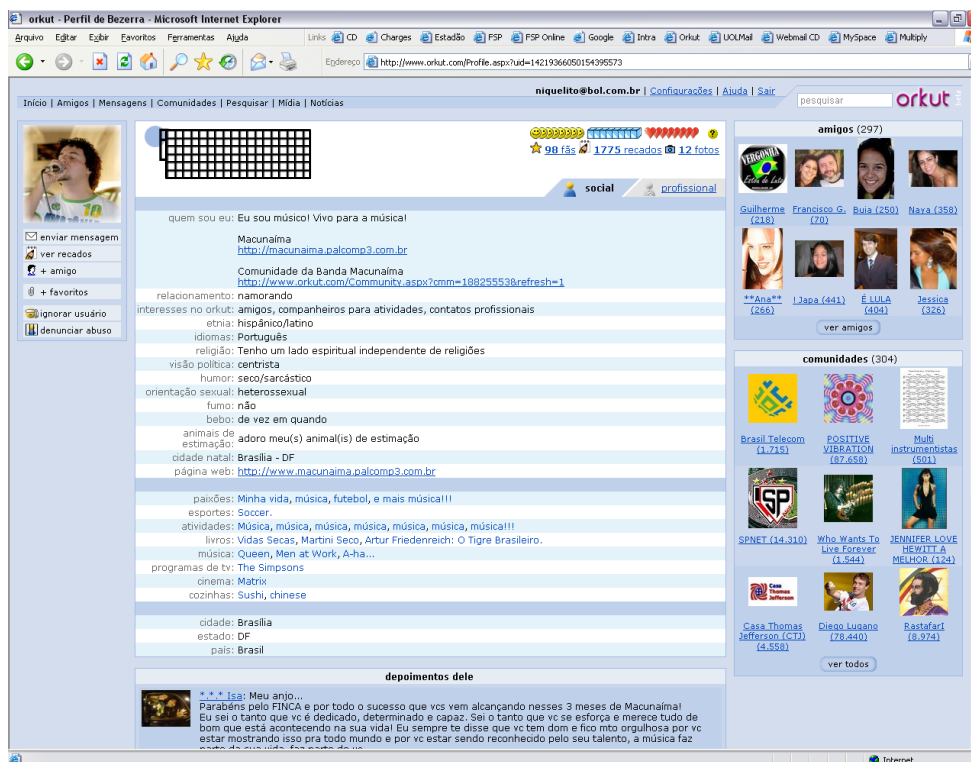 orkut - Perfil de Bezerra - Microsoft Internet Explorer
Arquivo Editar Exibir Favoritos Ferramentas Ajuda
Links CD Charges Estadão FSP FSP Online Google Intra Orkut UOLMail Webmail CD MySpace Multiply
Endereço http://www.orkut.com/Profile.aspx?uid=14219366050154395573
niquelito@bol.com.br | Configurações | Ajuda | Sair
Início | Amigos | Mensagens | Comunidades | Pesquisar | Mídia | Notícias
pesquisar
orkut
beta
enviar mensagem
ver recados
+ amigo
+ favoritos
ignorar usuário
denunciar abuso
98 fãs 1775 recados 12 fotos
social profissional
quem sou eu: Eu sou músico! Vivo para a música!
Macunaíma
http://macunaima.palcomp3.com.br
Comunidade da Banda Macunaíma
http://www.orkut.com/Community.aspx?cmm=18825553&refresh=1
relacionamento: namorando
interesses no orkut: amigos, companheiros para atividades, contatos profissionais
etnia: hispânico/latino
idiomas: Português
religião: Tenho um lado espiritual independente de religiões
visão política: centrista
humor: seco/sarcástico
orientação sexual: heterossexual
fumo: não
bebo: de vez em quando
animais de
estimação: adoro meu(s) animal(is) de estimação
cidade natal: Brasília - DF
página web: http://www.macunaima.palcomp3.com.br
paixões: Minha vida, música, futebol, e mais música!!!
esportes: Soccer.
atividades: Música, música, música, música, música, música, música!!!
livros: Vidas Secas, Martini Seco, Artur Friedenreich: O Tigre Brasileiro.
música: Queen, Men at Work, A-ha...
programas de tv: The Simpsons
cinema: Matrix
cozinhas: Sushi, chinese
cidade: Brasília
estado: DF
país: Brasil
depoimentos dele
*.*.* Isa: Meu anjo...
Parabéns pelo FINCA e por todo o sucesso que vcs vem alcançando nesses 3 meses de Macunaíma!
Eu sei o tanto que vc é dedicado, determinado e capaz. Sei o tanto que vc se esforça e merece tudo de
bom que está acontecendo na sua vida! Eu sempre te disse que vc tem dom e fico mto orgulhosa por vc
estar mostrando isso pra todo mundo e por vc estar sendo reconhecido pelo seu talento, a música faz
parte da sua vida, faz parte de vc
amigos (297)
VERGONHA
Estou de Luto
Guilherme
(218)
Francisco G.
(70)
Buia (250)
Naya (358)
**Ana**
(266)
! Japa (441)
É LULA
(404)
Jessica
(326)
ver amigos
comunidades (304)
Brasil Telecom
(1.715)
POSITIVE
VIBRATION
(87.658)
Multi
instrumentistas
(501)
SP
SPNET (14.310)
Who Wants To
Live Forever
(1.544)
JENNIFER LOVE
HEWITT A
MELHOR (124)
Casa
Thomas
Jefferson
Casa Thomas
Jefferson (CTJ)
(4.558)
Diego Lugano
(78.440)
RastafarI
(8.974)
ver todos
Internet